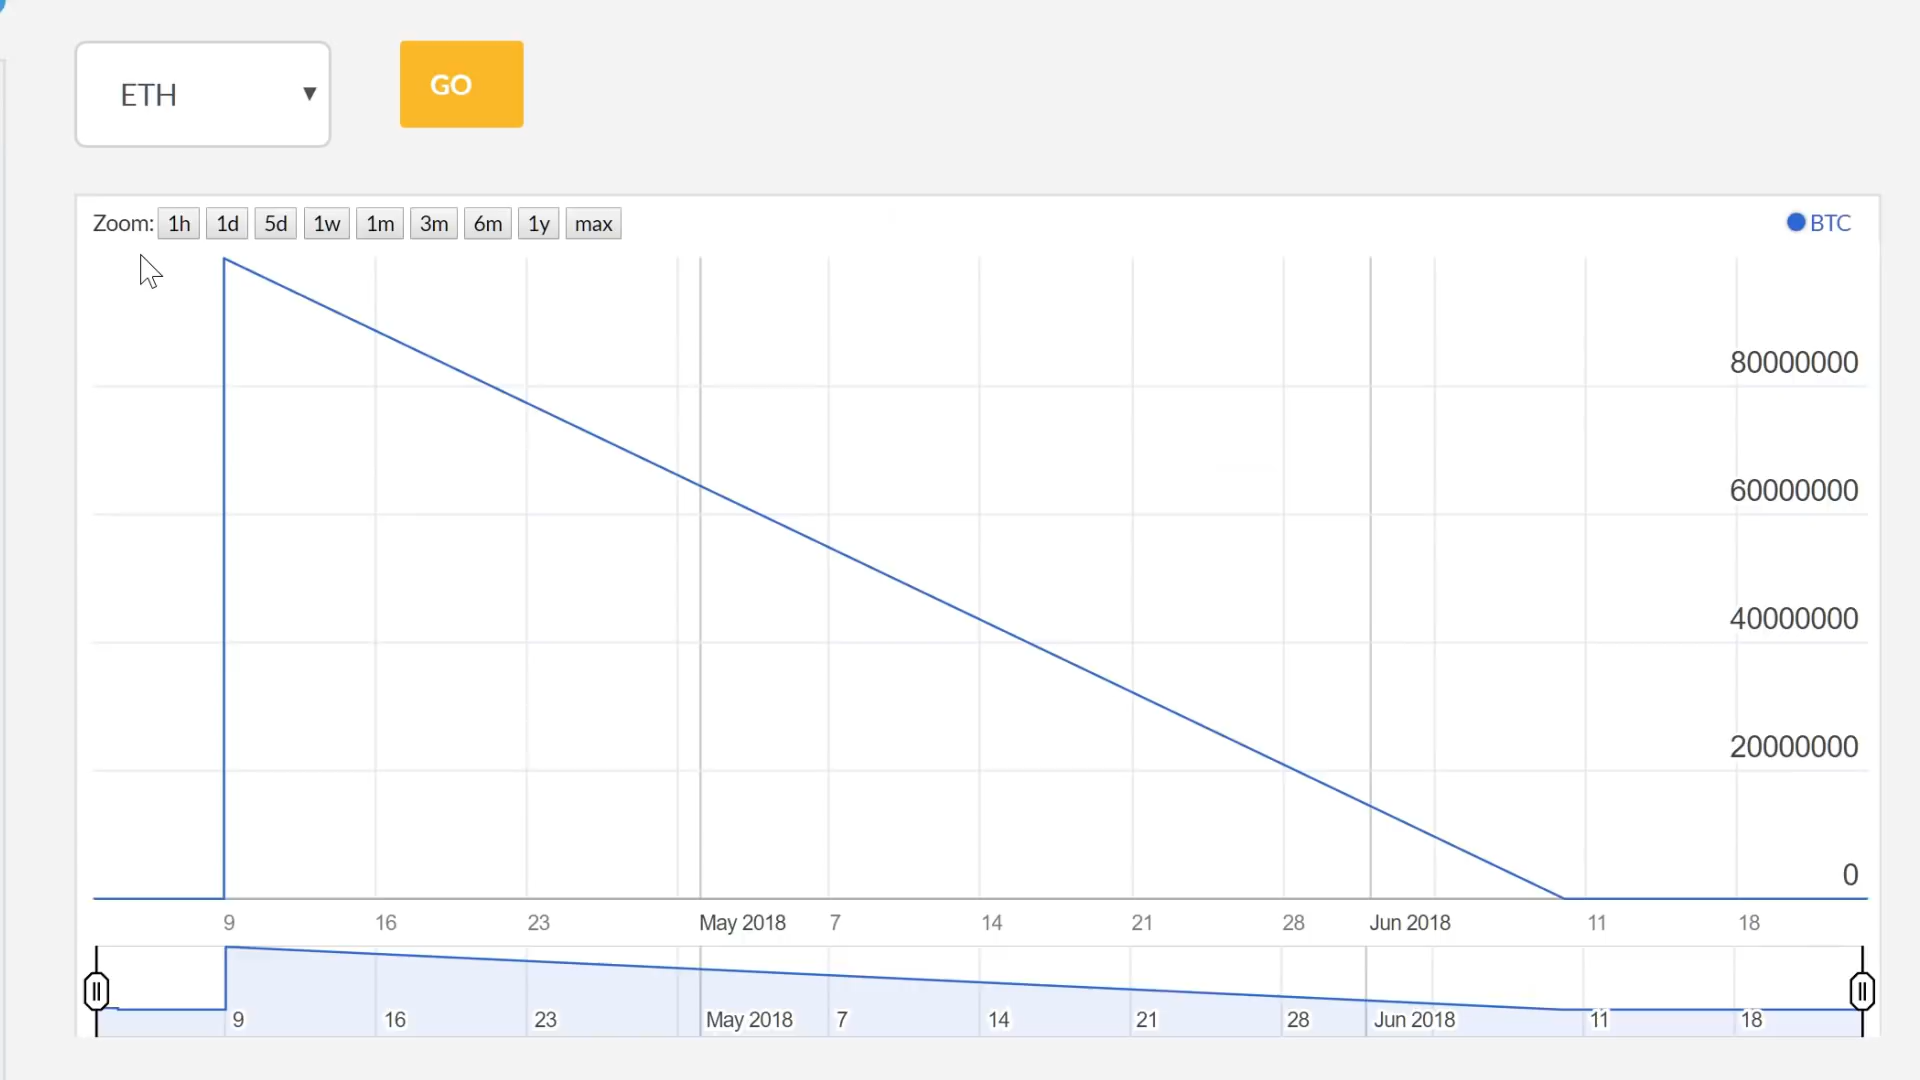 ETH ▼ GO
Zoom: 1h 1d 5d 1w 1m 3m 6m 1y max BTC
80000000
60000000
40000000
20000000
0
9 16 23 May 2018 7 14 21 28 Jun 2018 11 18
9 16 23 May 2018 7 14 21 28 Jun 2018 11 18